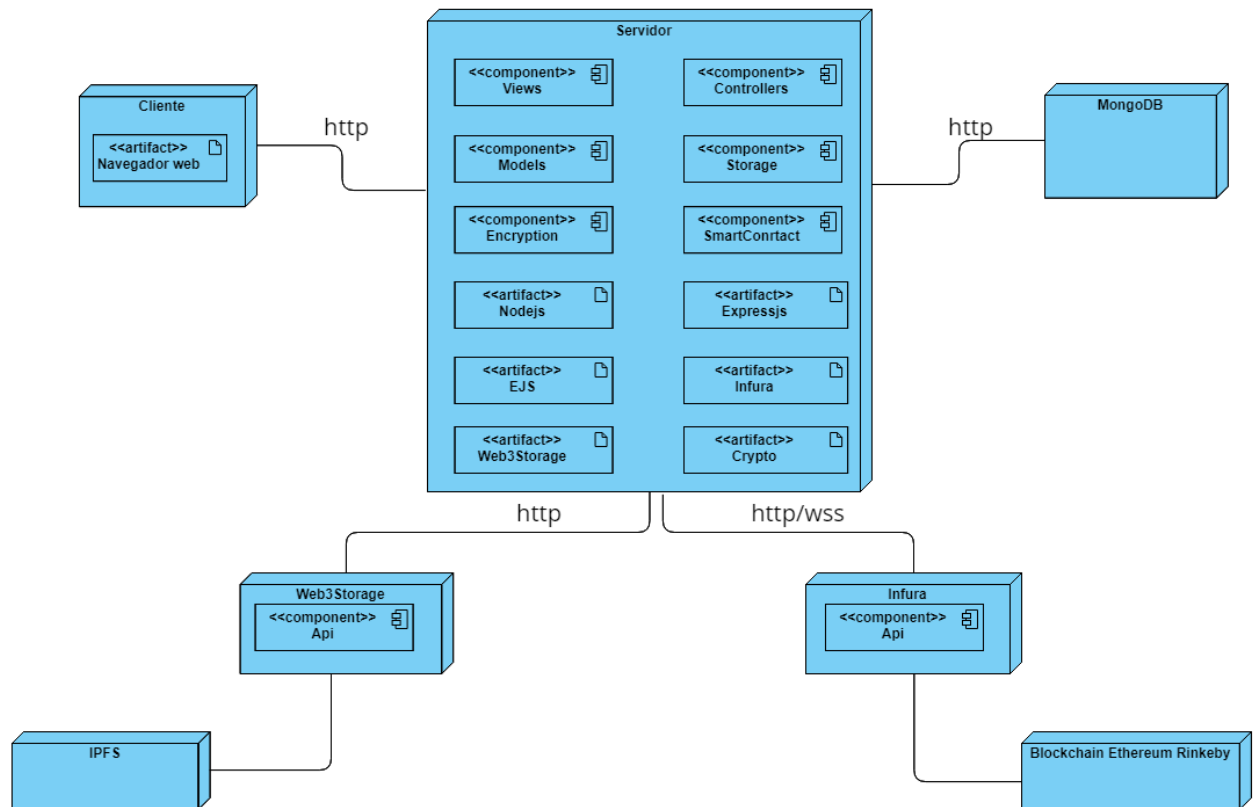 Servidor
<<component>>
Views
<<component>>
Controllers
Cliente
<<artifact>>
Navegador web
http
http
MongoDB
<<component>>
Models
<<component>>
Storage
<<component>>
Encryption
<<component>>
SmartConrtact
<<artifact>>
Nodejs
<<artifact>>
Expressjs
<<artifact>>
EJS
<<artifact>>
Infura
<<artifact>>
Web3Storage
<<artifact>>
Crypto
http
http/wss
Web3Storage
<<component>>
Api
Infura
<<component>>
Api
IPFS
Blockchain Ethereum Rinkeby